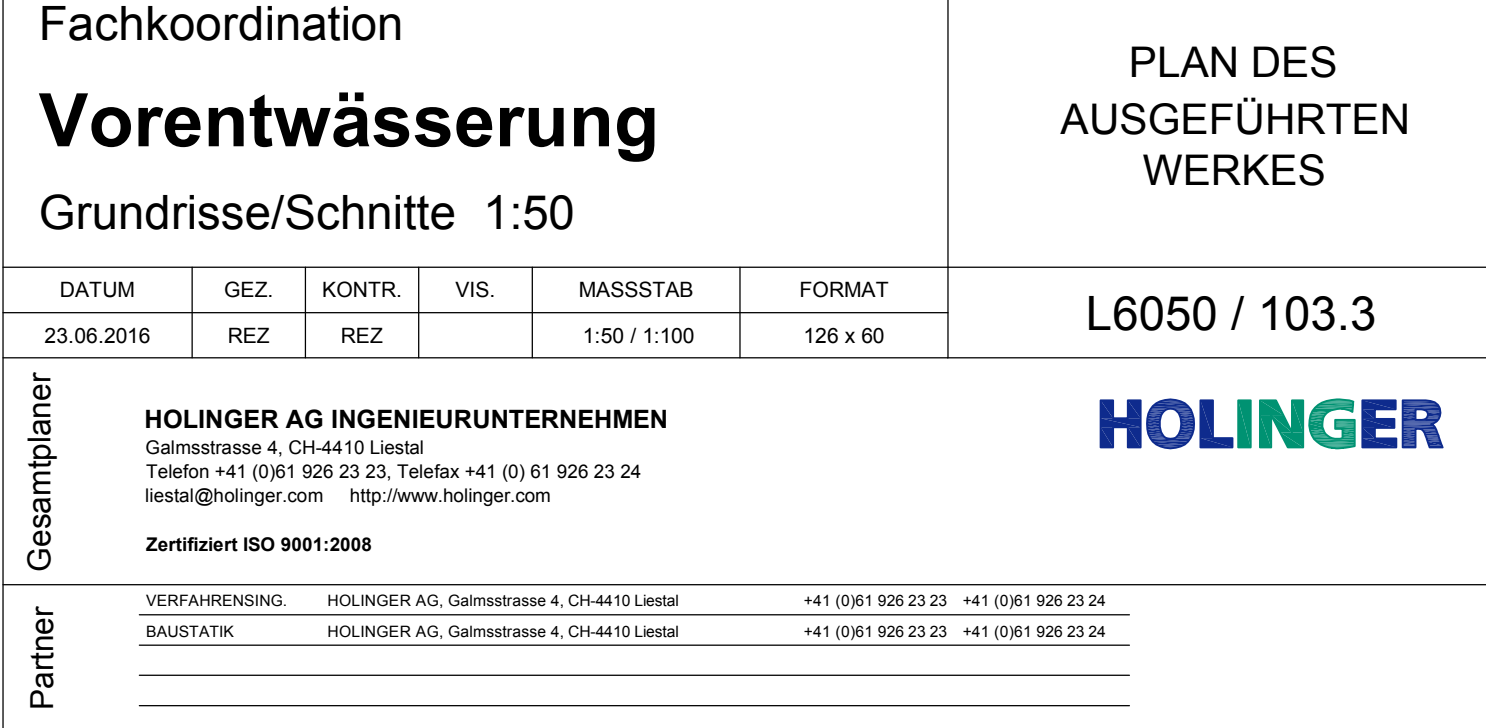 Fachkoordination
Vorentwässerung
Grundrisse/Schnitte 1:50
PLAN DES
AUSGEFÜHRTEN
WERKES
DATUM GEZ. KONTR. VIS. MASSSTAB FORMAT
23.06.2016 REZ REZ 1:50 / 1:100 126 x 60
L6050 / 103.3
Gesamtplaner
HOLINGER AG INGENIEURUNTERNEHMEN
Galmsstrasse 4, CH-4410 Liestal
Telefon +41 (0)61 926 23 23, Telefax +41 (0) 61 926 23 24
liestal@holinger.com http://www.holinger.com
Zertifiziert ISO 9001:2008
HOLINGER
Partner
VERFAHRENSING. HOLINGER AG, Galmsstrasse 4, CH-4410 Liestal +41 (0)61 926 23 23 +41 (0)61 926 23 24
BAUSTATIK HOLINGER AG, Galmsstrasse 4, CH-4410 Liestal +41 (0)61 926 23 23 +41 (0)61 926 23 24